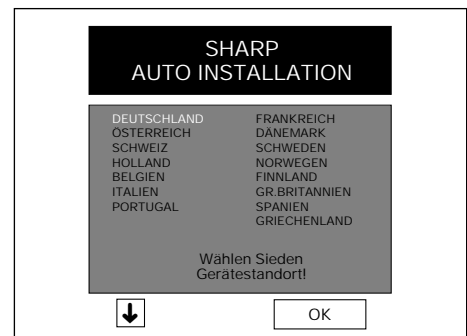 SHARP
AUTO INSTALLATION
DEUTSCHLAND
ÖSTERREICH
SCHWEIZ
HOLLAND
BELGIEN
ITALIEN
PORTUGAL
FRANKREICH
DÄNEMARK
SCHWEDEN
NORWEGEN
FINNLAND
GR.BRITANNIEN
SPANIEN
GRIECHENLAND
Wählen Sieden
Gerätestandort!
OK